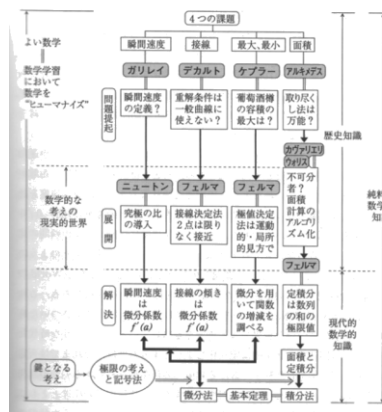 4つの課題
よい数学
=
数学学習
において
数学を
"ヒューマナイズ"
瞬間速度
接線
最大、最小
面積
ガリレイ
デカルト
ケプラー
アルキメデス
問題提起
瞬間速度
の定義?
重解条件は
一般曲線に
使えない?
葡萄酒樽
の容積の
最大は?
取り尽く
し法は
万能?
歴史知識
カヴァリエリ
ウォリス
不可分
者? 面積
計算の
アルゴリ
ズム化
純粋
数学
知
数学的な
考えの
現実的世界
展開
ニュートン
フェルマ
フェルマ
究極の比
の導入
接線決定法
2点は限り
なく接近
極値決定
法は運動
的・局所
的見方で
フェルマ
解決
瞬間速度
は
微分係数
f'(a)
接線の傾き
は
微分係数
f'(a)
微分を用
いて関数
の増減を
調べる
定積分
は数列
の和の
極限値
現代的
数学的
知識
面積と
定積分
鍵となる
考え
極限の考え
と記号法
微分法
基本定理
積分法